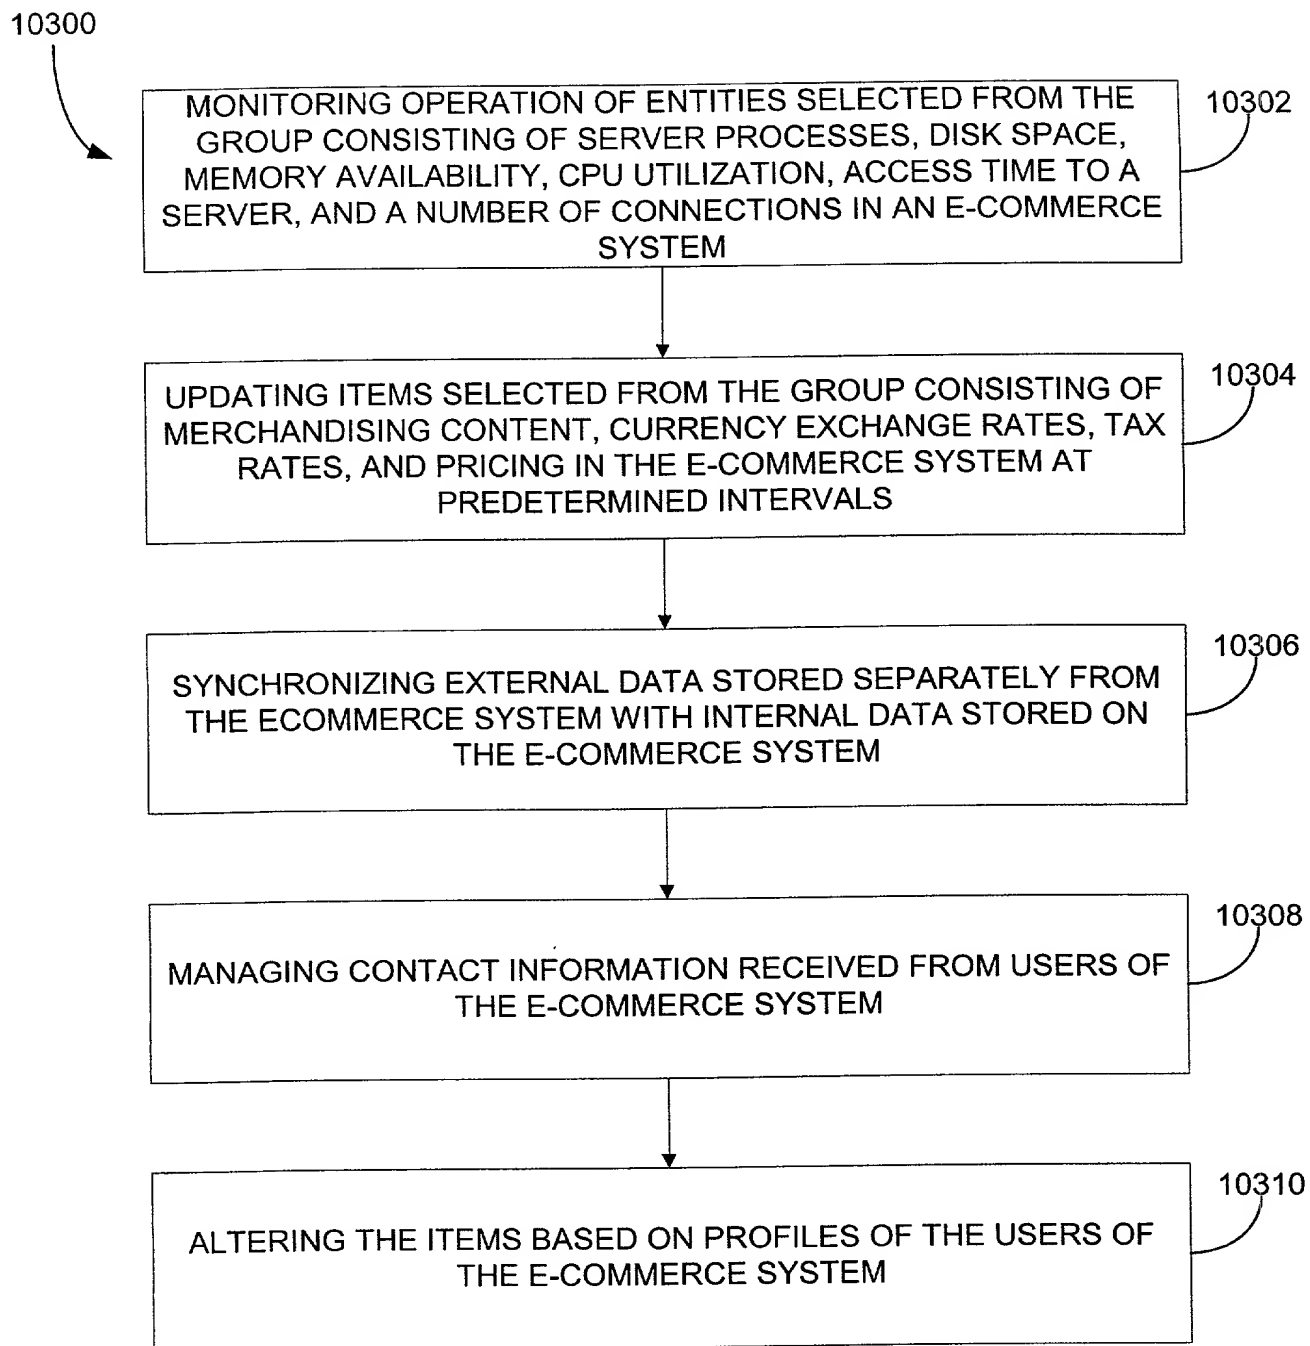 10300
MONITORING OPERATION OF ENTITIES SELECTED FROM THE
GROUP CONSISTING OF SERVER PROCESSES, DISK SPACE,
MEMORY AVAILABILITY, CPU UTILIZATION, ACCESS TIME TO A
SERVER, AND A NUMBER OF CONNECTIONS IN AN E-COMMERCE
SYSTEM
10302
UPDATING ITEMS SELECTED FROM THE GROUP CONSISTING OF
MERCHANDISING CONTENT, CURRENCY EXCHANGE RATES, TAX
RATES, AND PRICING IN THE E-COMMERCE SYSTEM AT
PREDETERMINED INTERVALS
10304
SYNCHRONIZING EXTERNAL DATA STORED SEPARATELY FROM
THE ECOMMERCE SYSTEM WITH INTERNAL DATA STORED ON
THE E-COMMERCE SYSTEM
10306
MANAGING CONTACT INFORMATION RECEIVED FROM USERS OF
THE E-COMMERCE SYSTEM
10308
ALTERING THE ITEMS BASED ON PROFILES OF THE USERS OF
THE E-COMMERCE SYSTEM
10310